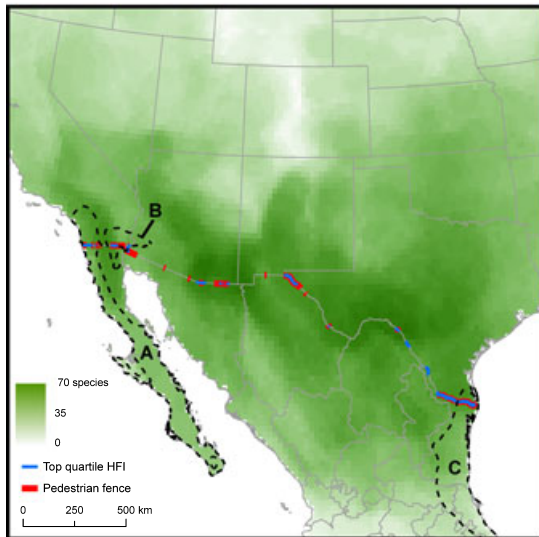 B
A
70 species
35
0
C
Top quartile HFI
Pedestrian fence
0 250 500 km